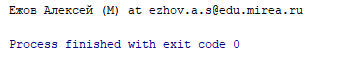 Ежов Алексей (M) at ezhov.a.s@edu.mirea.ru
Process finished with exit code 0